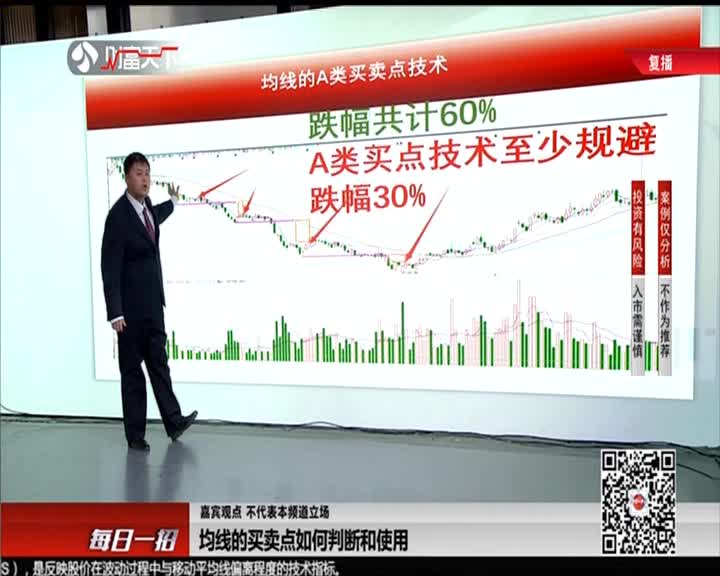 财富天下
均线的A类买卖点技术
复播
跌幅共计60%
A类买点技术至少规避
跌幅30%
案例仅分析 不作为推荐
投资有风险 入市需谨慎
嘉宾观点 不代表本频道立场
每日一招
均线的买卖点如何判断和使用
S），是反映股价在波动过程中与移动平均线偏离程度的技术指标。